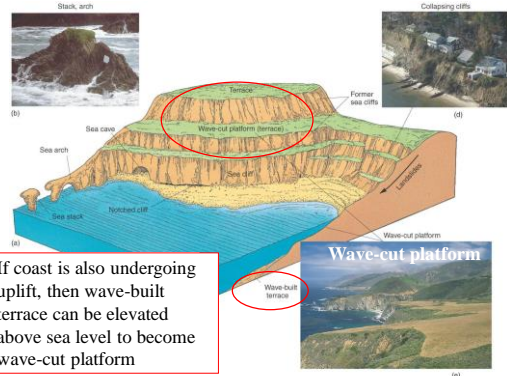 Stack, arch
Collapsing cliffs
(b)
(d)
Terrace
Former
sea cliffs
Wave-cut platform (terrace)
Sea cave
Sea arch
Sea cliff
Landslides
Notched cliff
Sea stack
(a)
Wave-cut
platform
Wave-cut platform
Wave-built
terrace
If coast is also undergoing
uplift, then wave-built
terrace can be elevated
above sea level to become
wave-cut platform
(e)